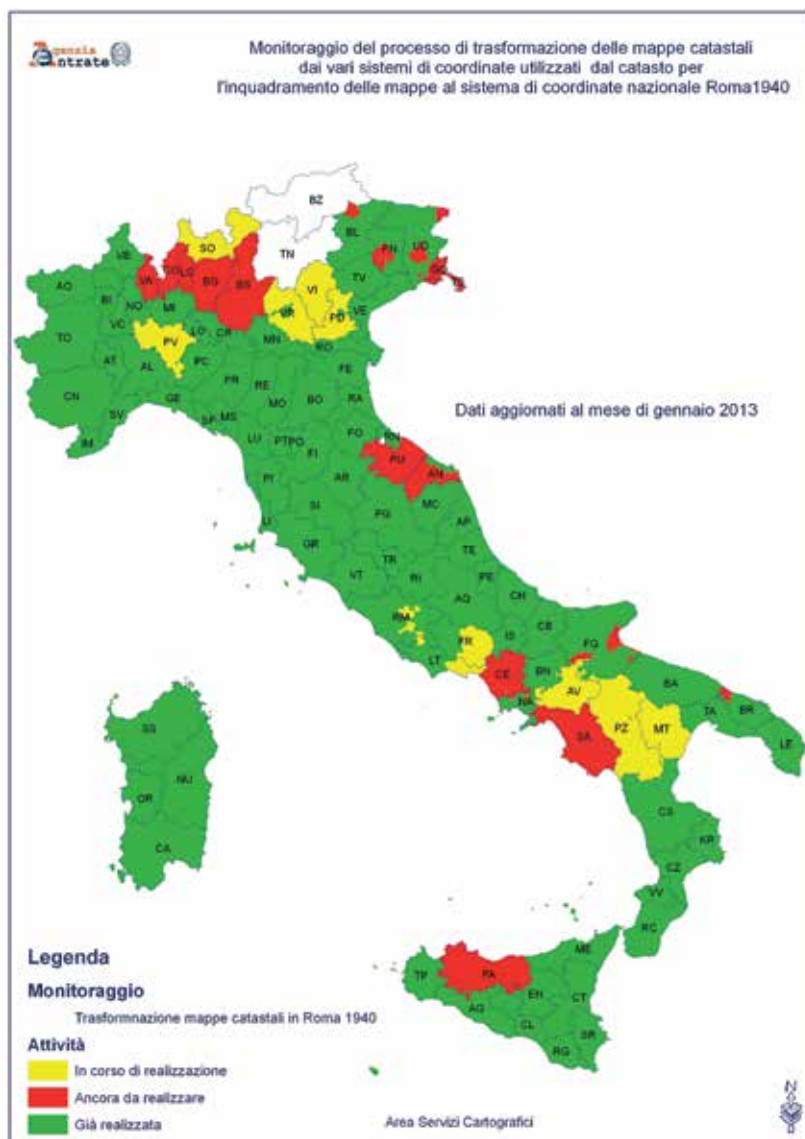 Agenzia
Entrate
Monitoraggio del processo di trasformazione delle mappe catastali
dai vari sistemi di coordinate utilizzati dal catasto per
l'inquadramento delle mappe al sistema di coordinate nazionale Roma1940
BZ
SO
TN
BL
PN
UD
GO
TS
VB
AO
BI
VA
CO
LC
BG
BS
VI
TV
NO
MI
VR
PD
VE
TO
VC
PV
LO
CR
MN
RO
AT
AL
PC
FE
CN
PR
RE
MO
BO
RA
SV
GE
SP
MS
IM
LU
PT
PO
FI
FO
RN
PU
AN
Dati aggiornati al mese di gennaio 2013
PI
AR
MC
LI
SI
PG
AP
GR
TR
TE
VT
RI
PE
AQ
CH
RM
FR
IS
CB
FG
LT
CE
BN
BA
NA
AV
TA
BR
SA
PZ
MT
LE
SS
NU
OR
CA
CS
KR
CZ
VV
RC
ME
TP
PA
EN
CT
AG
CL
SR
RG
Legenda
Monitoraggio
Trasformnazione mappe catastali in Roma 1940
Attività
In corso di realizzazione
Ancora da realizzare
Già realizzata
Area Servizi Cartografici
N